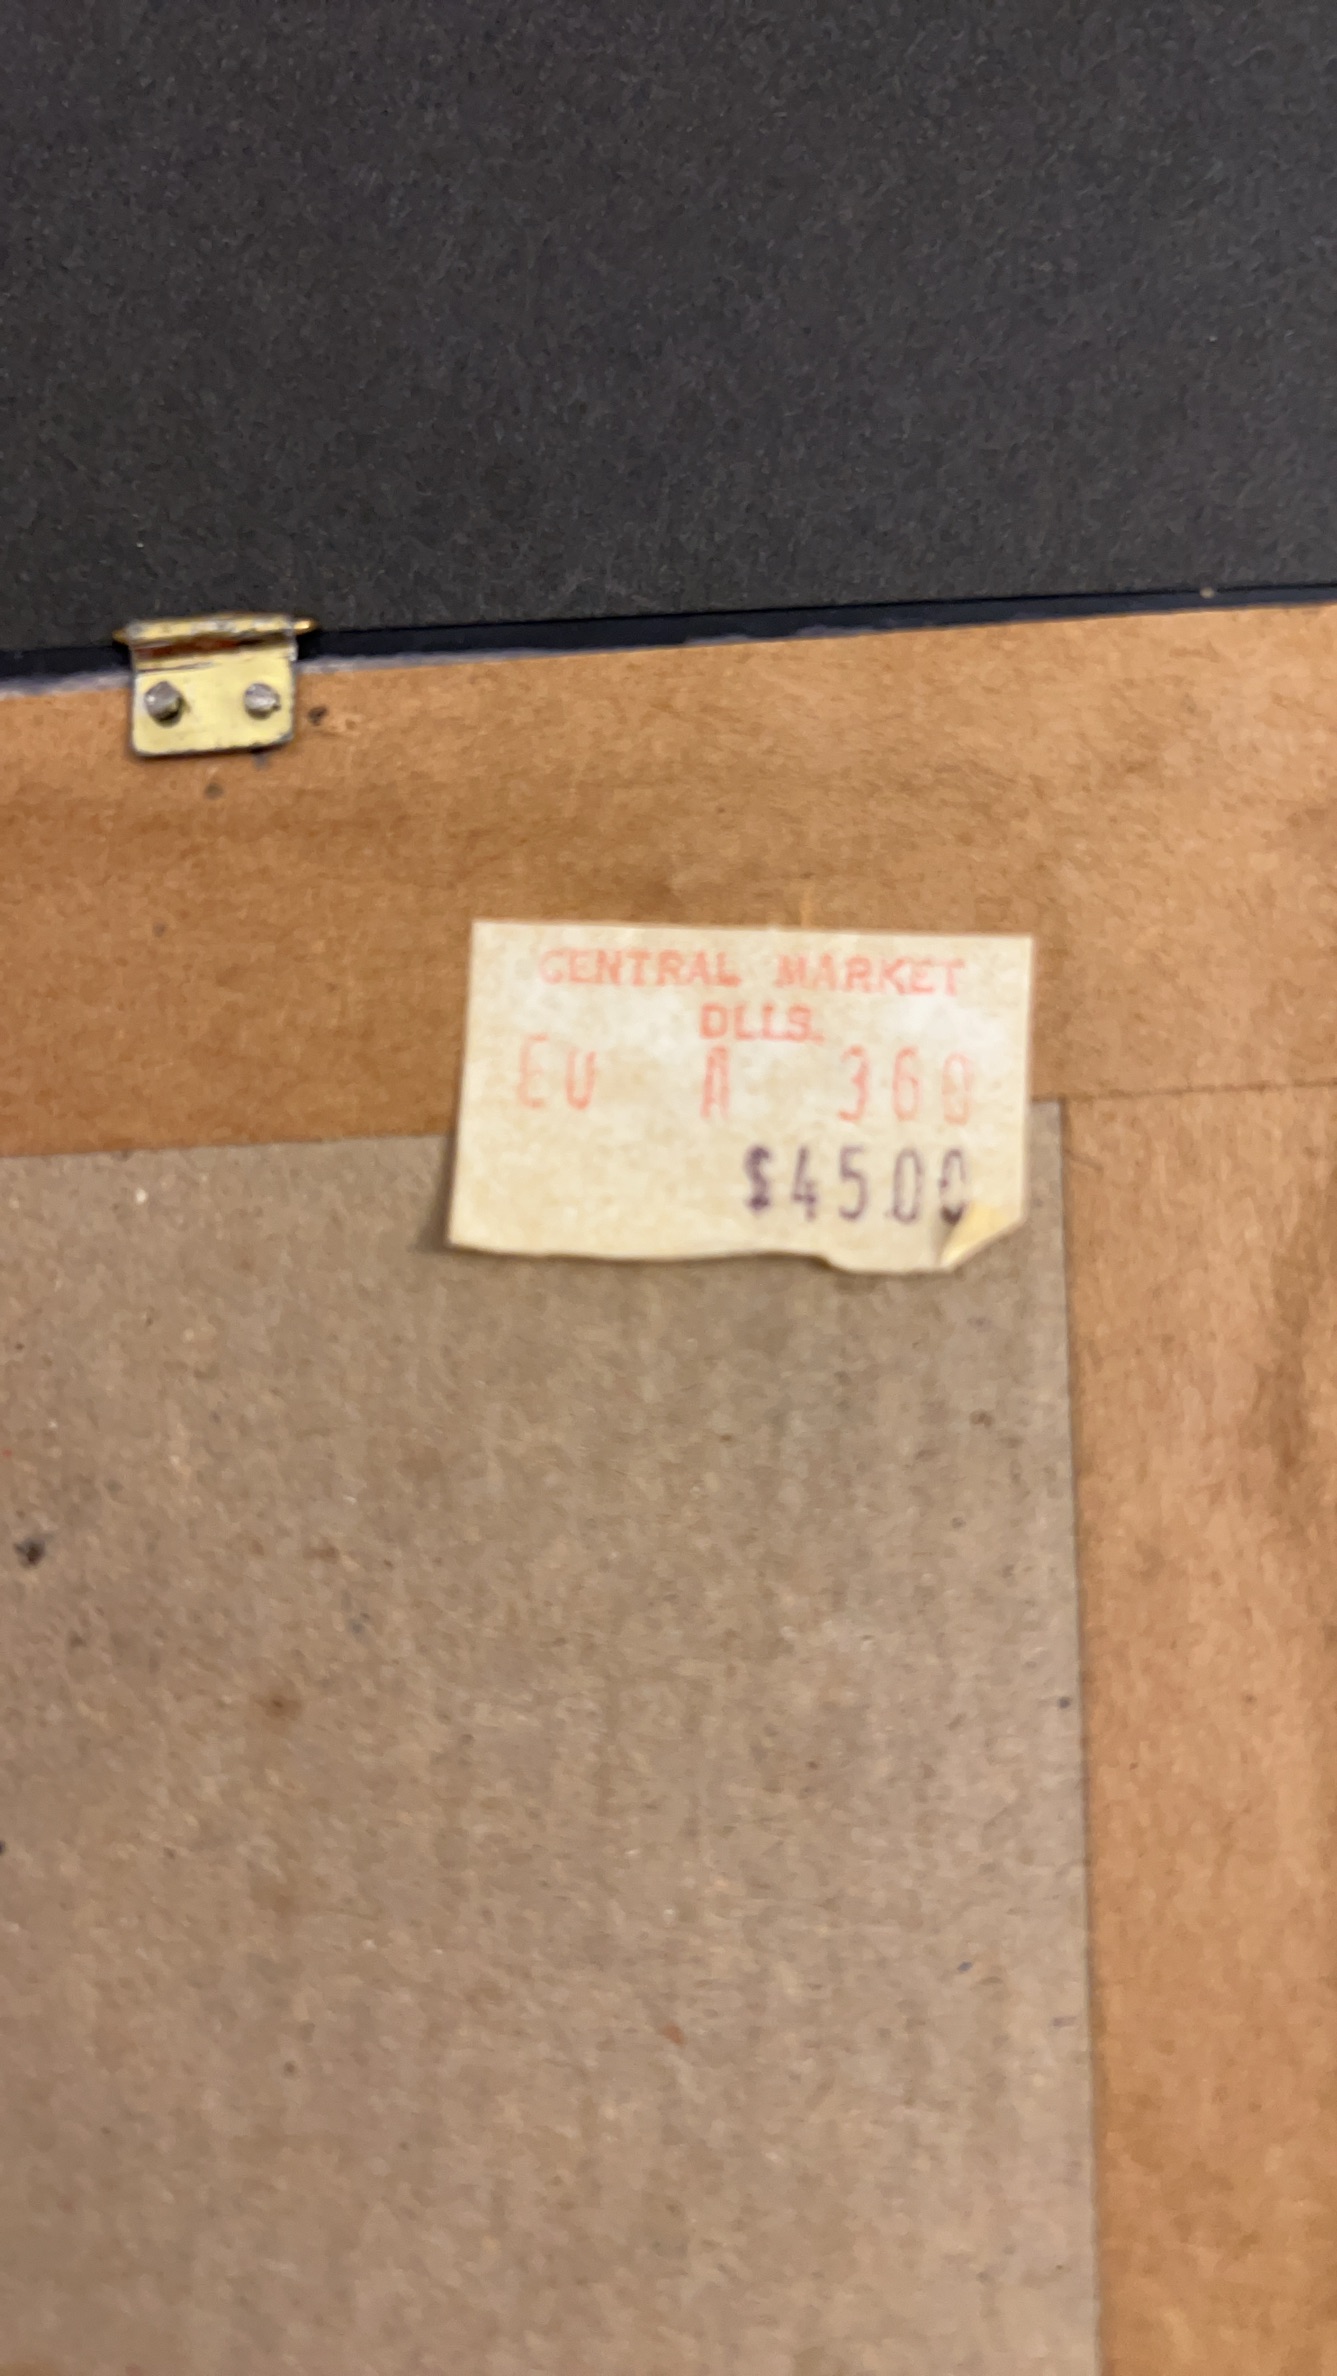 CENTRAL MARKET
DLLS.
EU A 360
$45.00